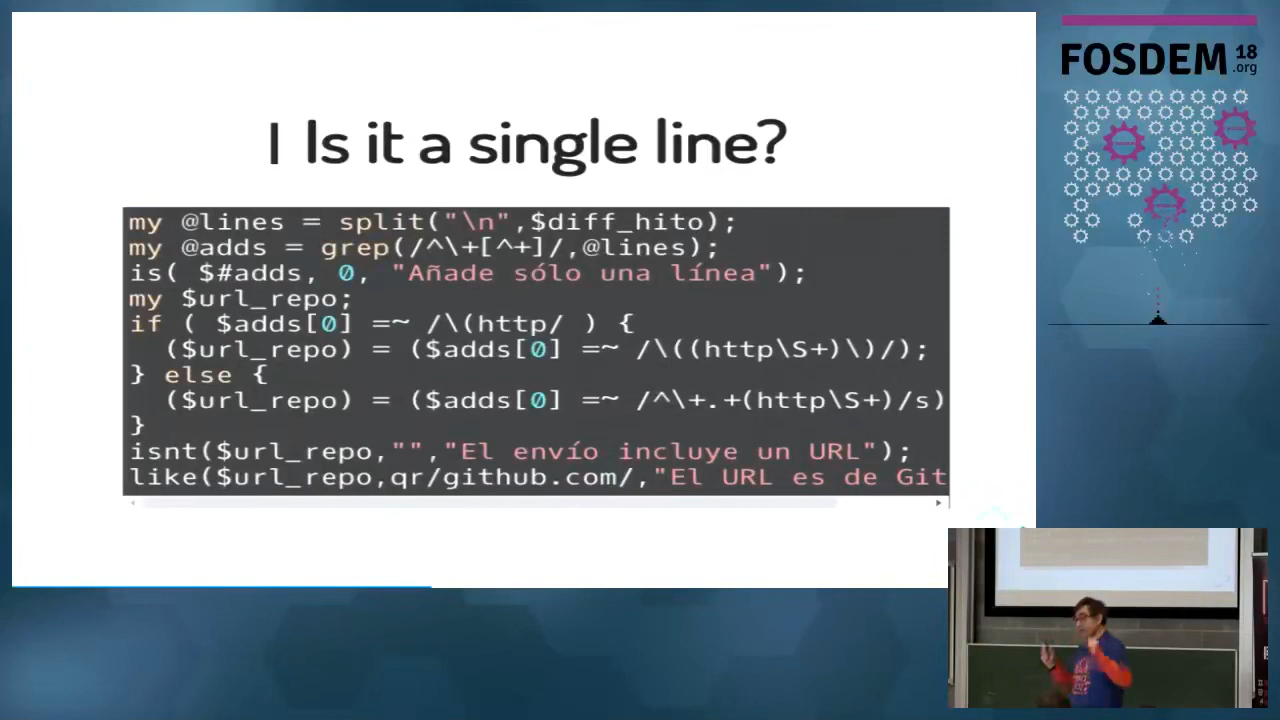 FOSDEM 18
.org
I Is it a single line?
my @lines = split("\n",$diff_hito);
my @adds = grep(/^\+[^+]/,@lines);
is( $#adds, 0, "Añade sólo una línea");
my $url_repo;
if ( $adds[0] =~ /\(http/ ) {
($url_repo) = ($adds[0] =~ /\((http\S+)\)/);
} else {
($url_repo) = ($adds[0] =~ /^\+.+(http\S+)/s)
}
isnt($url_repo,"","El envío incluye un URL");
like($url_repo,qr/github.com/,"El URL es de Git